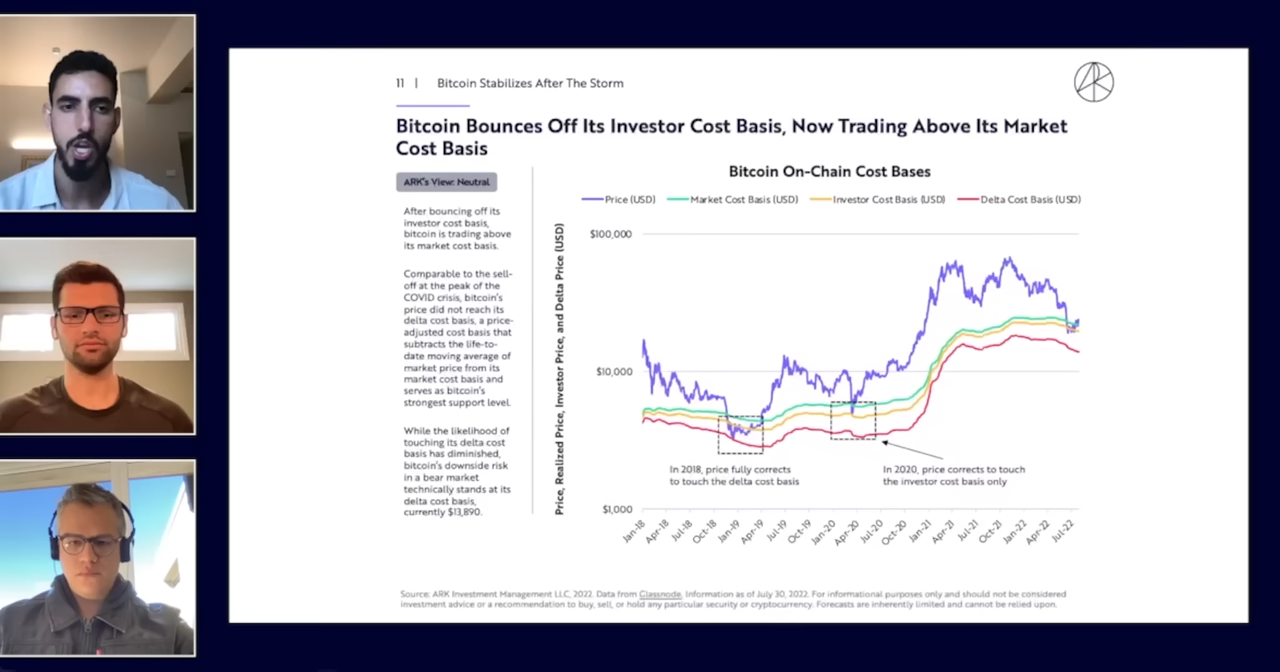 11 | Bitcoin Stabilizes After The Storm
Bitcoin Bounces Off Its Investor Cost Basis, Now Trading Above Its Market
Cost Basis
ARK's View: Neutral
After bouncing off its
investor cost basis,
bitcoin is trading above
its market cost basis.
Comparable to the sell-
off at the peak of the
COVID crisis, bitcoin's
price did not reach its
delta cost basis, a price-
adjusted cost basis that
subtracts the life-to-
date moving average of
market price from its
market cost basis and
serves as bitcoin's
strongest support level.
While the likelihood of
touching its delta cost
basis has diminished,
bitcoin's downside risk
in a bear market
technically stands at its
delta cost basis,
currently $13,890.
Bitcoin On-Chain Cost Bases
Price (USD) Market Cost Basis (USD) Investor Cost Basis (USD) Delta Cost Basis (USD)
Price, Realized Price, Investor Price, and Delta Price (USD)
$100,000
$10,000
$1,000
In 2018, price fully corrects
to touch the delta cost basis
In 2020, price corrects to touch
the investor cost basis only
Jan-18 Apr-18 Jul-18 Oct-18 Jan-19 Apr-19 Jul-19 Oct-19 Jan-20 Apr-20 Jul-20 Oct-20 Jan-21 Apr-21 Jul-21 Oct-21 Jan-22 Apr-22 Jul-22
Source: ARK Investment Management LLC, 2022. Data from Glassnode. Information as of July 30, 2022. For informational purposes only and should not be considered
investment advice or a recommendation to buy, sell, or hold any particular security or cryptocurrency. Forecasts are inherently limited and cannot be relied upon.